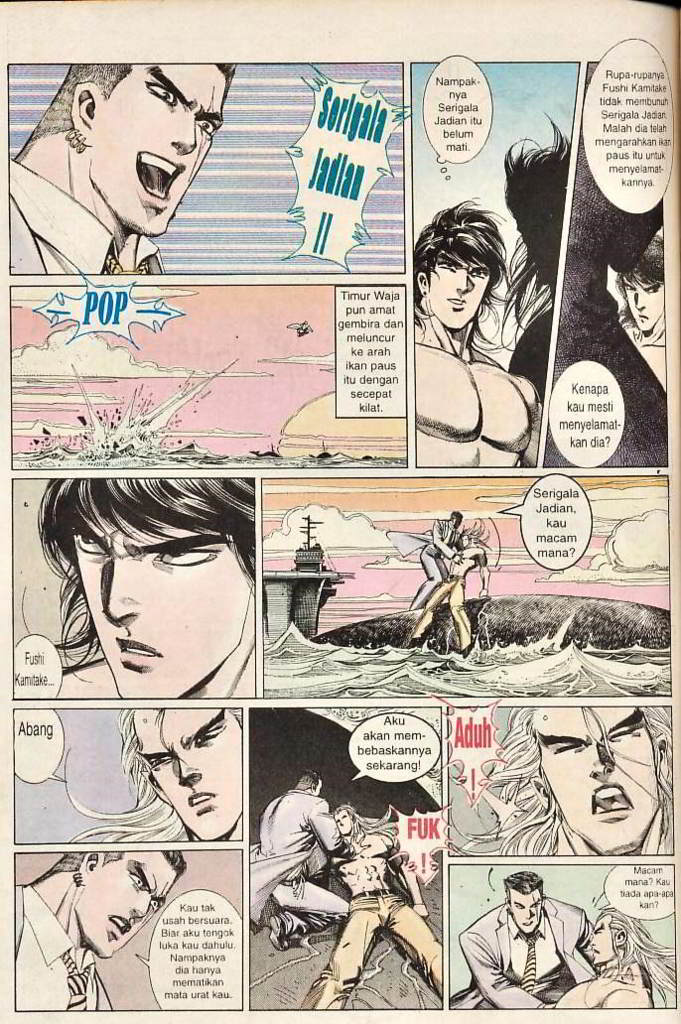 Serigala
Jadian
!!
Nampak-
nya
Serigala
Jadian itu
belum
mati.
Rupa-rupanya
Fushi Kamitake
tidak membunuh
Serigala Jadian.
Malah dia telah
mengarahkan ikan
paus itu untuk
menyelamat-
kannya.
Kenapa
kau mesti
menyelamat-
kan dia?
POP
Timur Waja
pun amat
gembira dan
meluncur
ke arah
ikan paus
itu dengan
secepat
kilat.
Fushi
Kamitake...
Serigala
Jadian,
kau
macam
mana?
Abang
Kau tak
usah bersuara.
Biar aku tengok
luka kau dahulu.
Nampaknya
dia hanya
mematikan
mata urat kau.
Aku
akan mem-
bebaskannya
sekarang!
FUK
!
Aduh
!
Macam
mana? Kau
tiada apa-apa
kan?